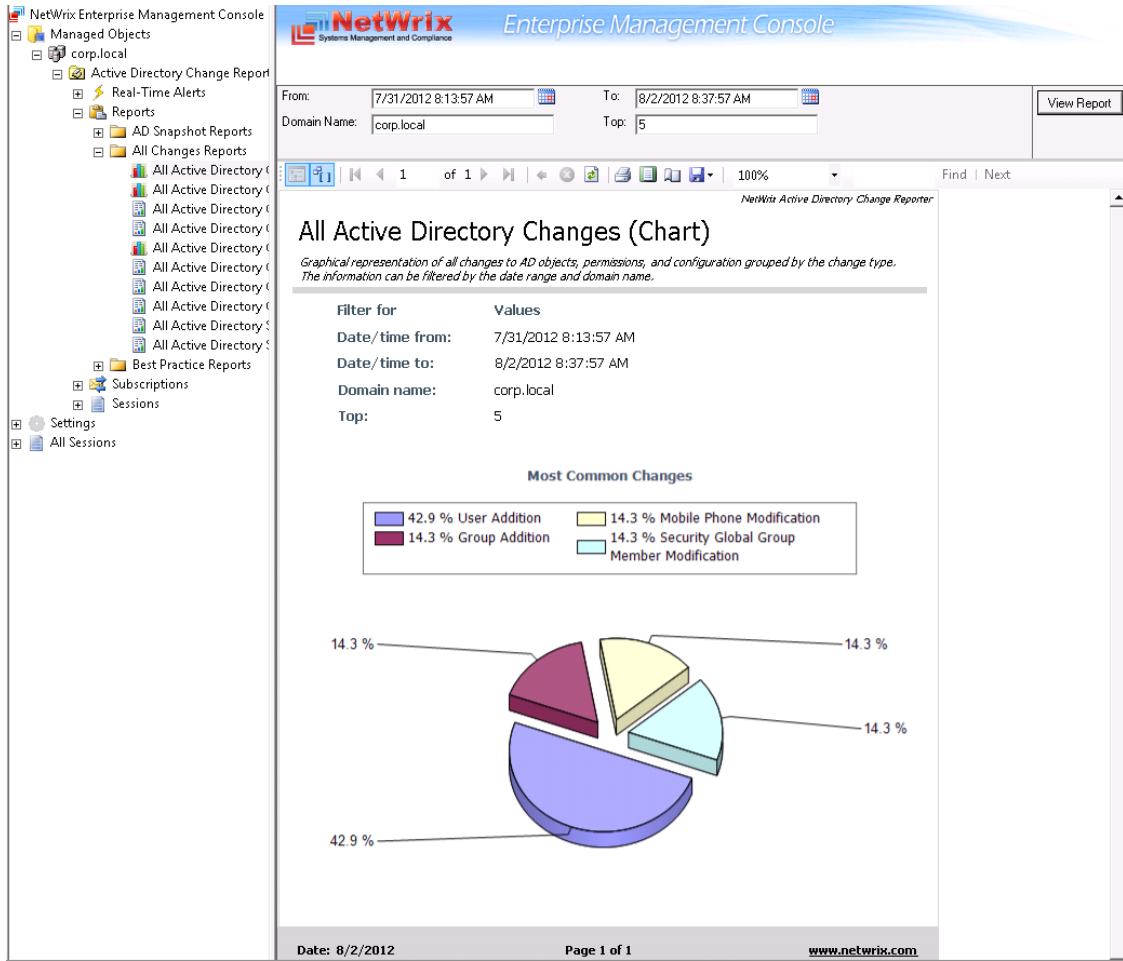 NetWrix Enterprise Management Console
Managed Objects
corp.local
Active Directory Change Report
Real-Time Alerts
Reports
AD Snapshot Reports
All Changes Reports
All Active Directory
All Active Directory
All Active Directory
All Active Directory
All Active Directory
All Active Directory
All Active Directory
All Active Directory
All Active Directory
All Active Directory
Best Practice Reports
Subscriptions
Sessions
Settings
All Sessions
NetWrix
Systems Management and Compliance
Enterprise Management Console
From: 7/31/2012 8:13:57 AM To: 8/2/2012 8:37:57 AM
View Report
Domain Name: corp.local Top: 5
1 of 1 100% Find | Next
NetWrix Active Directory Change Reporter
All Active Directory Changes (Chart)
Graphical representation of all changes to AD objects, permissions, and configuration grouped by the change type.
The information can be filtered by the date range and domain name.
Filter for Values
Date/time from: 7/31/2012 8:13:57 AM
Date/time to: 8/2/2012 8:37:57 AM
Domain name: corp.local
Top: 5
Most Common Changes
42.9 % User Addition
14.3 % Group Addition
14.3 % Mobile Phone Modification
14.3 % Security Global Group
Member Modification
14.3 %
14.3 %
14.3 %
42.9 %
Date: 8/2/2012 Page 1 of 1 www.netwrix.com